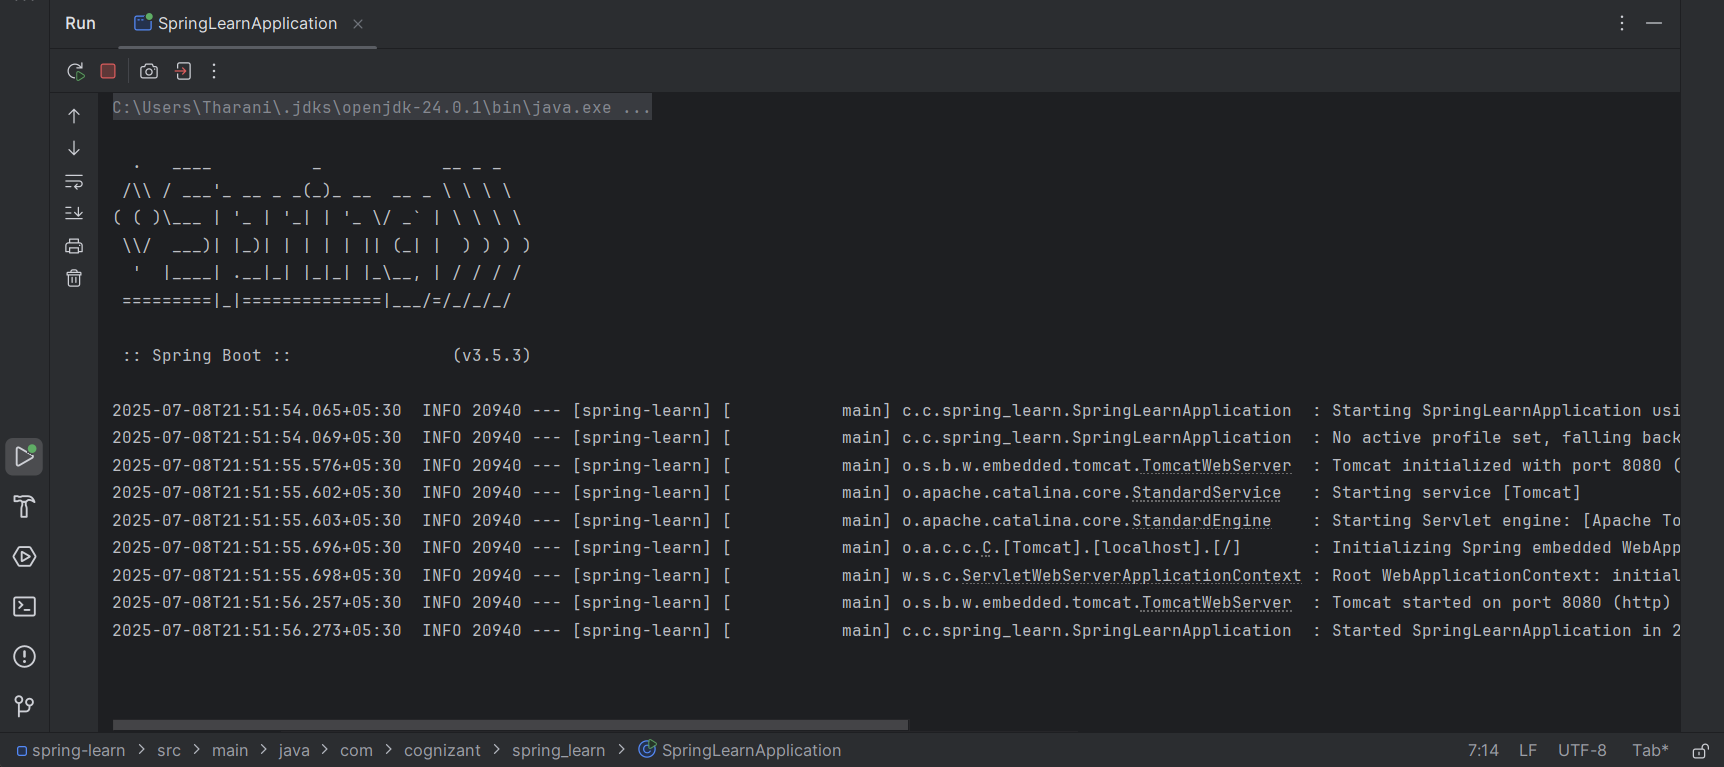 Run SpringLearnApplication
C:\Users\Tharani\.jdks\openjdk-24.0.1\bin\java.exe ...
  .   ____          _            __ _ _
 /\\ / ___'_ __ _ _(_)_ __  __ _ \ \ \ \
( ( )\___ | '_ | '_| | '_ \/ _` | \ \ \ \
 \\/  ___)| |_)| | | | | || (_| |  ) ) ) )
  '  |____| .__|_| |_|_| |_\__, | / / / /
 =========|_|==============|___/=/_/_/_/
 :: Spring Boot ::                (v3.5.3)
2025-07-08T21:51:54.065+05:30  INFO 20940 --- [spring-learn] [           main] c.c.spring_learn.SpringLearnApplication  : Starting SpringLearnApplication usi
2025-07-08T21:51:54.069+05:30  INFO 20940 --- [spring-learn] [           main] c.c.spring_learn.SpringLearnApplication  : No active profile set, falling back
2025-07-08T21:51:55.576+05:30  INFO 20940 --- [spring-learn] [           main] o.s.b.w.embedded.tomcat.TomcatWebServer  : Tomcat initialized with port 8080 (
2025-07-08T21:51:55.602+05:30  INFO 20940 --- [spring-learn] [           main] o.apache.catalina.core.StandardService   : Starting service [Tomcat]
2025-07-08T21:51:55.603+05:30  INFO 20940 --- [spring-learn] [           main] o.apache.catalina.core.StandardEngine    : Starting Servlet engine: [Apache To
2025-07-08T21:51:55.696+05:30  INFO 20940 --- [spring-learn] [           main] o.a.c.c.C.[Tomcat].[localhost].[/]       : Initializing Spring embedded WebApp
2025-07-08T21:51:55.698+05:30  INFO 20940 --- [spring-learn] [           main] w.s.c.ServletWebServerApplicationContext : Root WebApplicationContext: initial
2025-07-08T21:51:56.257+05:30  INFO 20940 --- [spring-learn] [           main] o.s.b.w.embedded.tomcat.TomcatWebServer  : Tomcat started on port 8080 (http)
2025-07-08T21:51:56.273+05:30  INFO 20940 --- [spring-learn] [           main] c.c.spring_learn.SpringLearnApplication  : Started SpringLearnApplication in 2
spring-learn > src > main > java > com > cognizant > spring_learn > SpringLearnApplication 7:14 LF UTF-8 Tab*